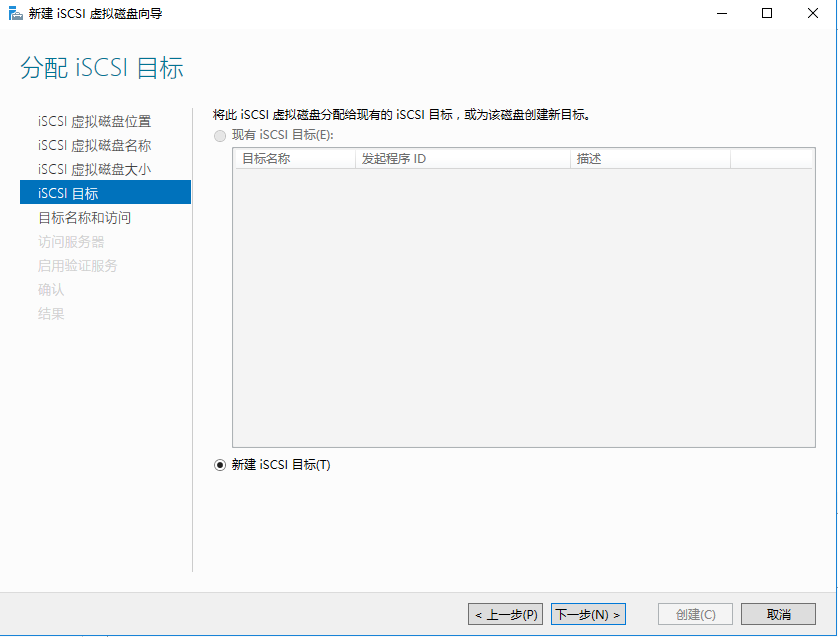 新建 iSCSI 虚拟磁盘向导
分配 iSCSI 目标
iSCSI 虚拟磁盘位置
iSCSI 虚拟磁盘名称
iSCSI 虚拟磁盘大小
iSCSI 目标
目标名称和访问
访问服务器
启用验证服务
确认
结果
将此 iSCSI 虚拟磁盘分配给现有的 iSCSI 目标，或为该磁盘创建新目标。
现有 iSCSI 目标(E):
目标名称 发起程序 ID 描述
新建 iSCSI 目标(T)
< 上一步(P) 下一步(N) > 创建(C) 取消